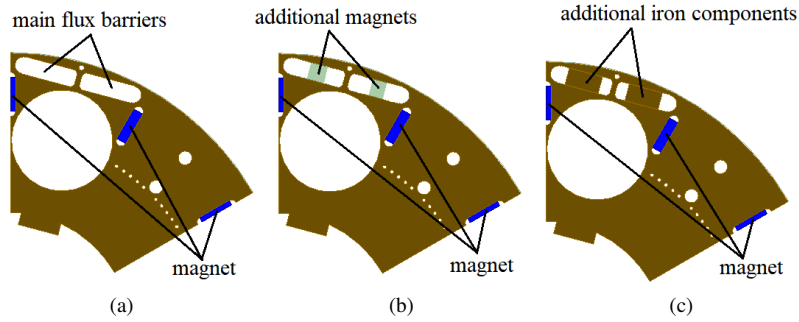 main flux barriers
additional magnets
additional iron components
magnet
magnet
magnet
(a)
(b)
(c)